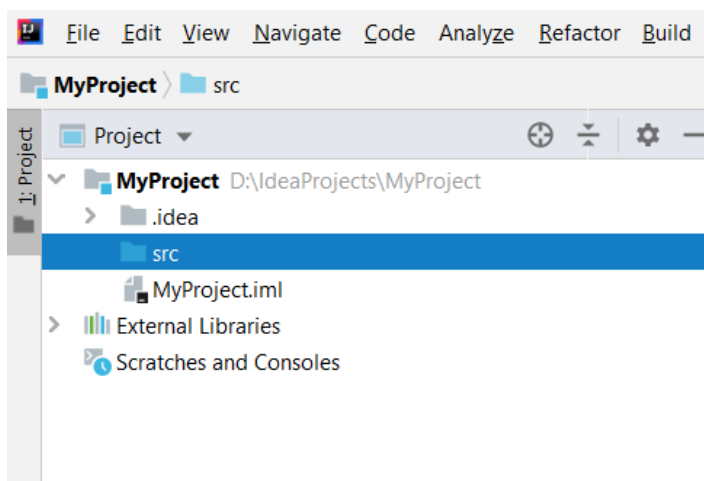 IJ File Edit View Navigate Code Analyze Refactor Build
MyProject src
1: Project
Project
MyProject D:\IdeaProjects\MyProject
.idea
src
MyProject.iml
External Libraries
Scratches and Consoles